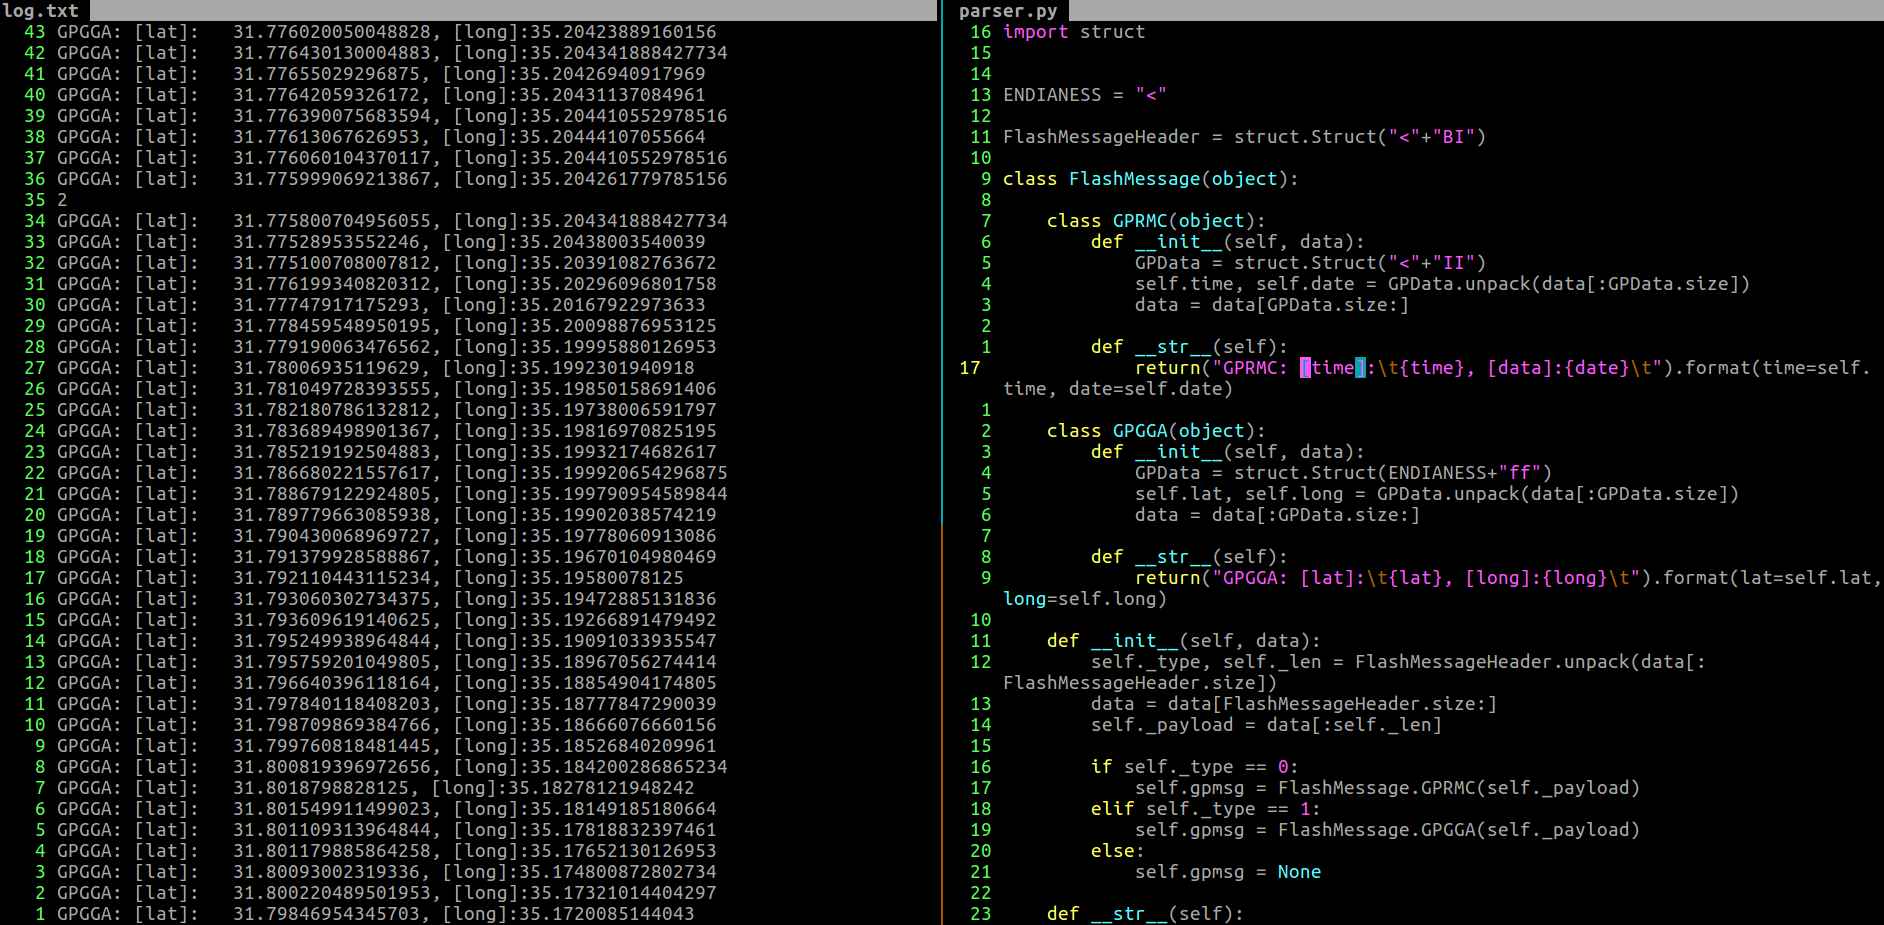 log.txt
43 GPGGA: [lat]:   31.776020050048828, [long]:35.20423889160156
42 GPGGA: [lat]:   31.776430130004883, [long]:35.204341888427734
41 GPGGA: [lat]:   31.77655029296875, [long]:35.20426940917969
40 GPGGA: [lat]:   31.77642059326172, [long]:35.20431137084961
39 GPGGA: [lat]:   31.776390075683594, [long]:35.204410552978516
38 GPGGA: [lat]:   31.77613067626953, [long]:35.20444107055664
37 GPGGA: [lat]:   31.776060104370117, [long]:35.204410552978516
36 GPGGA: [lat]:   31.775999069213867, [long]:35.204261779785156
35 2
34 GPGGA: [lat]:   31.775800704956055, [long]:35.204341888427734
33 GPGGA: [lat]:   31.77528953552246, [long]:35.20438003540039
32 GPGGA: [lat]:   31.775100708007812, [long]:35.203910827636​72
31 GPGGA: [lat]:   31.776199340820312, [long]:35.20296096801758
30 GPGGA: [lat]:   31.77747917175293, [long]:35.20167922973633
29 GPGGA: [lat]:   31.778459548950195, [long]:35.20098876953125
28 GPGGA: [lat]:   31.779190063476562, [long]:35.19995880126953
27 GPGGA: [lat]:   31.78006935119629, [long]:35.1992301940918
26 GPGGA: [lat]:   31.781049728393555, [long]:35.19850158691406
25 GPGGA: [lat]:   31.782180786132812, [long]:35.19738006591797
24 GPGGA: [lat]:   31.783689498901367, [long]:35.19816970825195
23 GPGGA: [lat]:   31.785219192504883, [long]:35.19932174682617
22 GPGGA: [lat]:   31.786680221557617, [long]:35.199920654296875
21 GPGGA: [lat]:   31.788679122924805, [long]:35.199790954589844
20 GPGGA: [lat]:   31.789779663085938, [long]:35.19902038574219
19 GPGGA: [lat]:   31.790430068969727, [long]:35.19778060913086
18 GPGGA: [lat]:   31.791379928588867, [long]:35.19670104980469
17 GPGGA: [lat]:   31.792110443115234, [long]:35.19580078125
16 GPGGA: [lat]:   31.793060302734375, [long]:35.19472885131836
15 GPGGA: [lat]:   31.793609619140625, [long]:35.19266891479492
14 GPGGA: [lat]:   31.795249938964844, [long]:35.19091033935547
13 GPGGA: [lat]:   31.795759201049805, [long]:35.18967056274414
12 GPGGA: [lat]:   31.796640396118164, [long]:35.18854904174805
11 GPGGA: [lat]:   31.797840118408203, [long]:35.18777847290039
10 GPGGA: [lat]:   31.798709869384766, [long]:35.18666076660156
9 GPGGA: [lat]:   31.799760818481445, [long]:35.18526840209961
8 GPGGA: [lat]:   31.800819396972656, [long]:35.184200286865234
7 GPGGA: [lat]:   31.8018798828125, [long]:35.18278121948242
6 GPGGA: [lat]:   31.801549911499023, [long]:35.18149185180664
5 GPGGA: [lat]:   31.801109313964844, [long]:35.17818832397461
4 GPGGA: [lat]:   31.801179885864258, [long]:35.17652130126953
3 GPGGA: [lat]:   31.80093002319336, [long]:35.174800872802734
2 GPGGA: [lat]:   31.800220489501953, [long]:35.17321014404297
1 GPGGA: [lat]:   31.79846954345703, [long]:35.1720085144043
parser.py
16 import struct
15
14
13 ENDIANESS = "<"
12
11 FlashMessageHeader = struct.Struct("<"+"BI")
10
9 class FlashMessage(object):
8
7     class GPRMC(object):
6         def __init__(self, data):
5             GPData = struct.Struct("<"+"II")
4             self.time, self.date = GPData.unpack(data[:GPData.size])
3             data = data[GPData.size:]
2
1         def __str__(self):
17             return("GPRMC: [time]:\t{time}, [data]:{date}\t").format(time=self.
time, date=self.date)
1
2     class GPGGA(object):
3         def __init__(self, data):
4             GPData = struct.Struct(ENDIANESS+"ff")
5             self.lat, self.long = GPData.unpack(data[:GPData.size])
6             data = data[:GPData.size:]
7
8         def __str__(self):
9             return("GPGGA: [lat]:\t{lat}, [long]:{long}\t").format(lat=self.lat,
long=self.long)
10
11     def __init__(self, data):
12         self._type, self._len = FlashMessageHeader.unpack(data[:
FlashMessageHeader.size])
13         data = data[FlashMessageHeader.size:]
14         self._payload = data[:self._len]
15
16         if self._type == 0:
17             self.gpmsg = FlashMessage.GPRMC(self._payload)
18         elif self._type == 1:
19             self.gpmsg = FlashMessage.GPGGA(self._payload)
20         else:
21             self.gpmsg = None
22
23     def __str__(self):